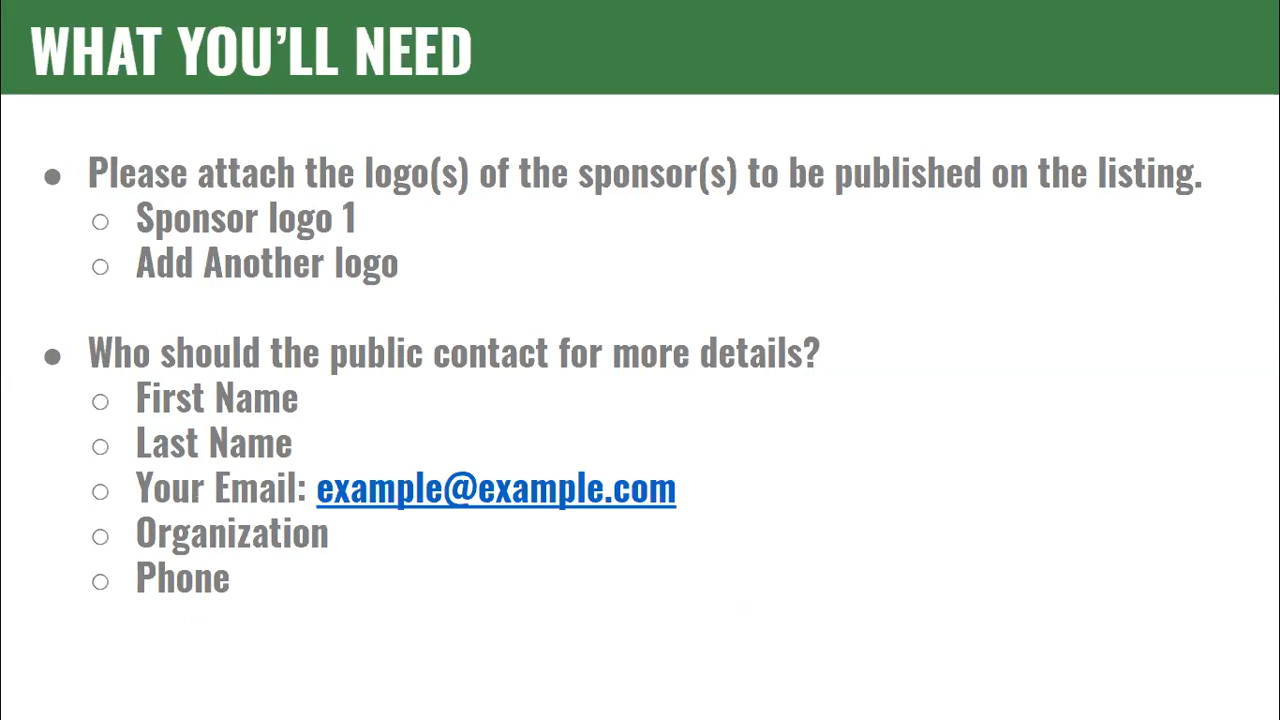 WHAT YOU’LL NEED
● Please attach the logo(s) of the sponsor(s) to be published on the listing.
○ Sponsor logo 1
○ Add Another logo
● Who should the public contact for more details?
○ First Name
○ Last Name
○ Your Email: example@example.com
○ Organization
○ Phone